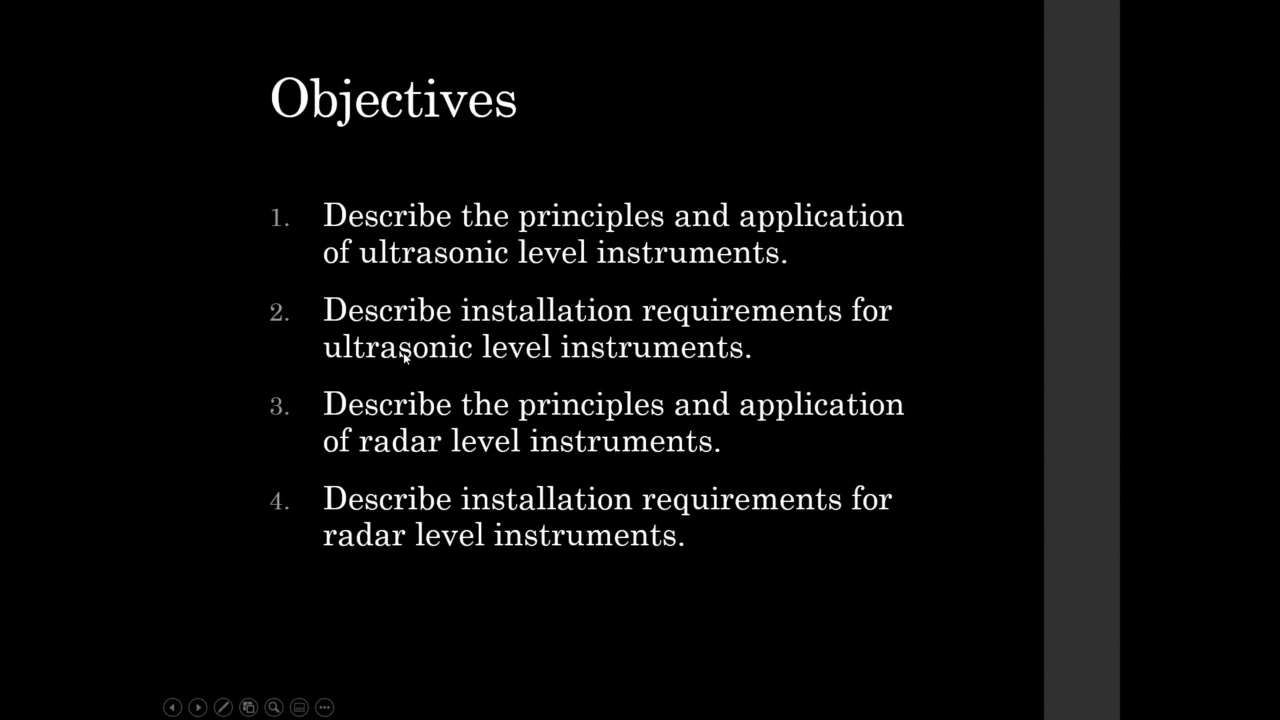 Objectives
1. Describe the principles and application
of ultrasonic level instruments.
2. Describe installation requirements for
ultrasonic level instruments.
3. Describe the principles and application
of radar level instruments.
4. Describe installation requirements for
radar level instruments.